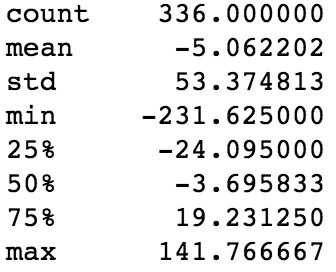 count 336.000000
mean -5.062202
std 53.374813
min -231.625000
25% -24.095000
50% -3.695833
75% 19.231250
max 141.766667